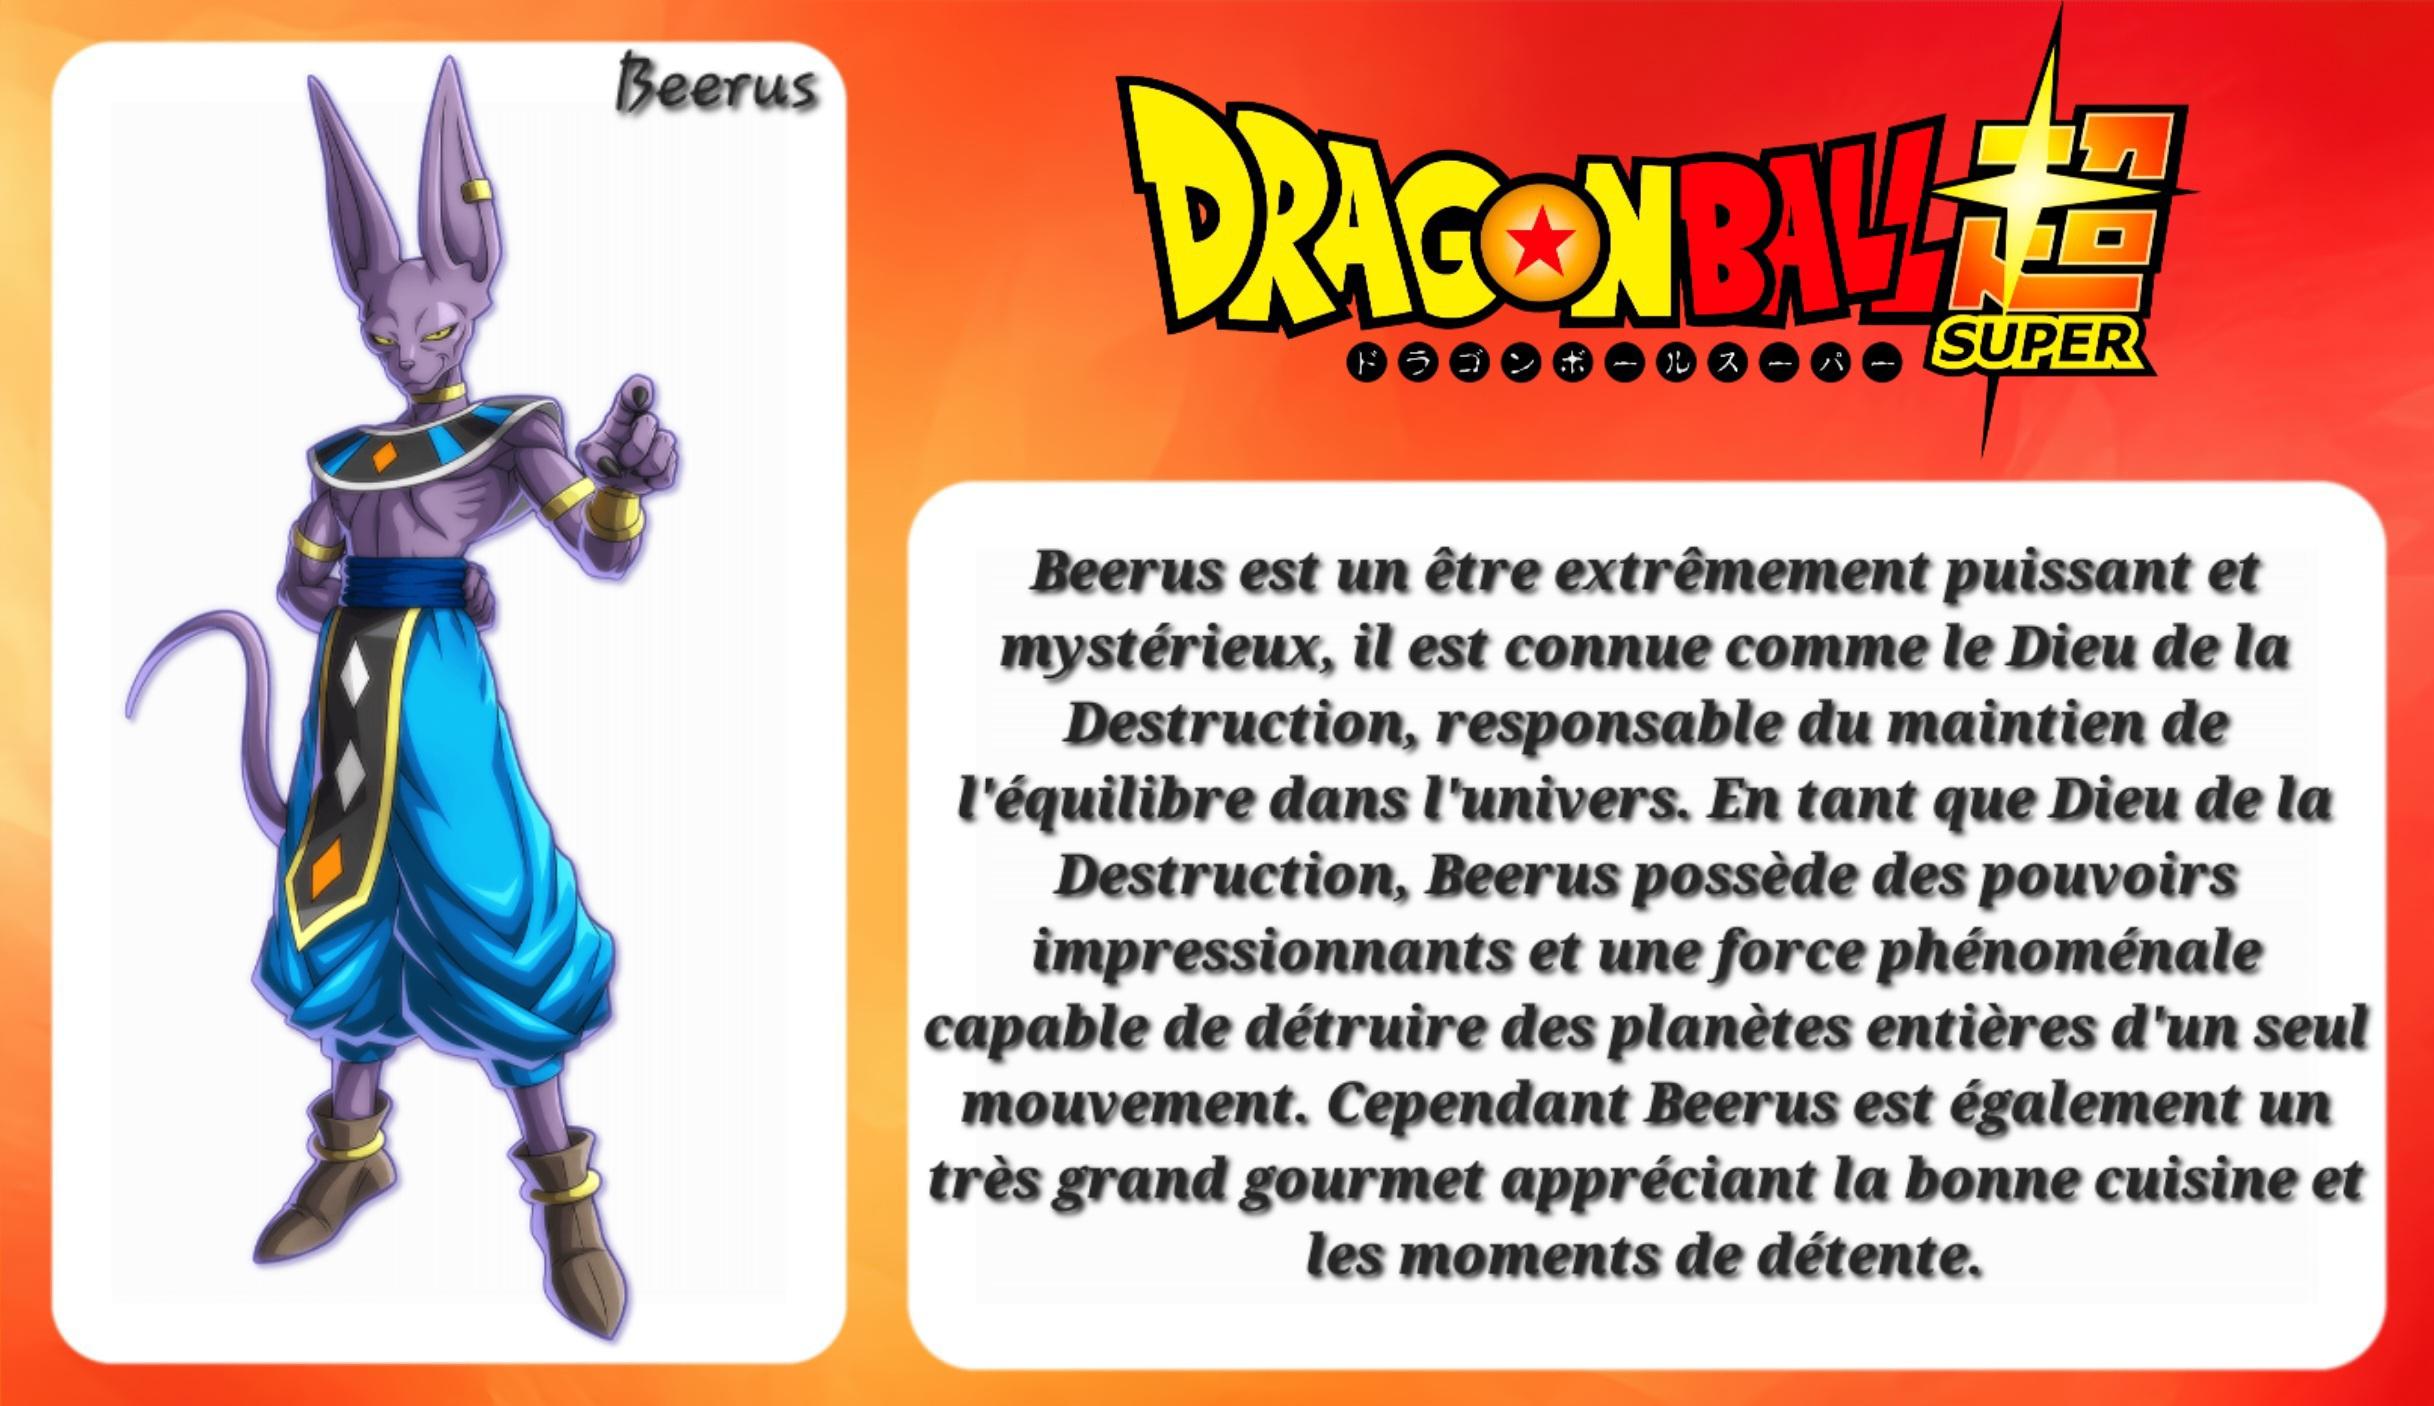 Beerus
DRAGON BALL 超
SUPER
ドラゴンボールスーパー
Beerus est un être extrêmement puissant et
mystérieux, il est connue comme le Dieu de la
Destruction, responsable du maintien de
l'équilibre dans l'univers. En tant que Dieu de la
Destruction, Beerus possède des pouvoirs
impressionnants et une force phénoménale
capable de détruire des planètes entières d'un seul
mouvement. Cependant Beerus est également un
très grand gourmet appréciant la bonne cuisine et
les moments de détente.